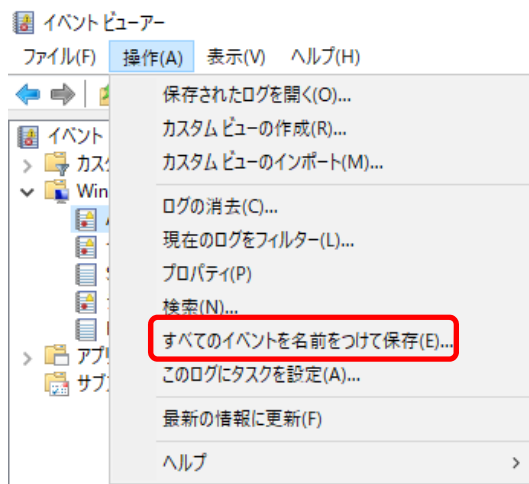 イベント ビューアー
ファイル(F) 操作(A) 表示(V) ヘルプ(H)
保存されたログを開く(O)...
イベント
カスタム ビューの作成(R)...
カスタム ビューのインポート(M)...
Win
ログの消去(C)...
現在のログをフィルター(L)...
プロパティ(P)
検索(N)...
すべてのイベントを名前をつけて保存(E)...
アプ
このログにタスクを設定(A)...
サブ
最新の情報に更新(F)
ヘルプ